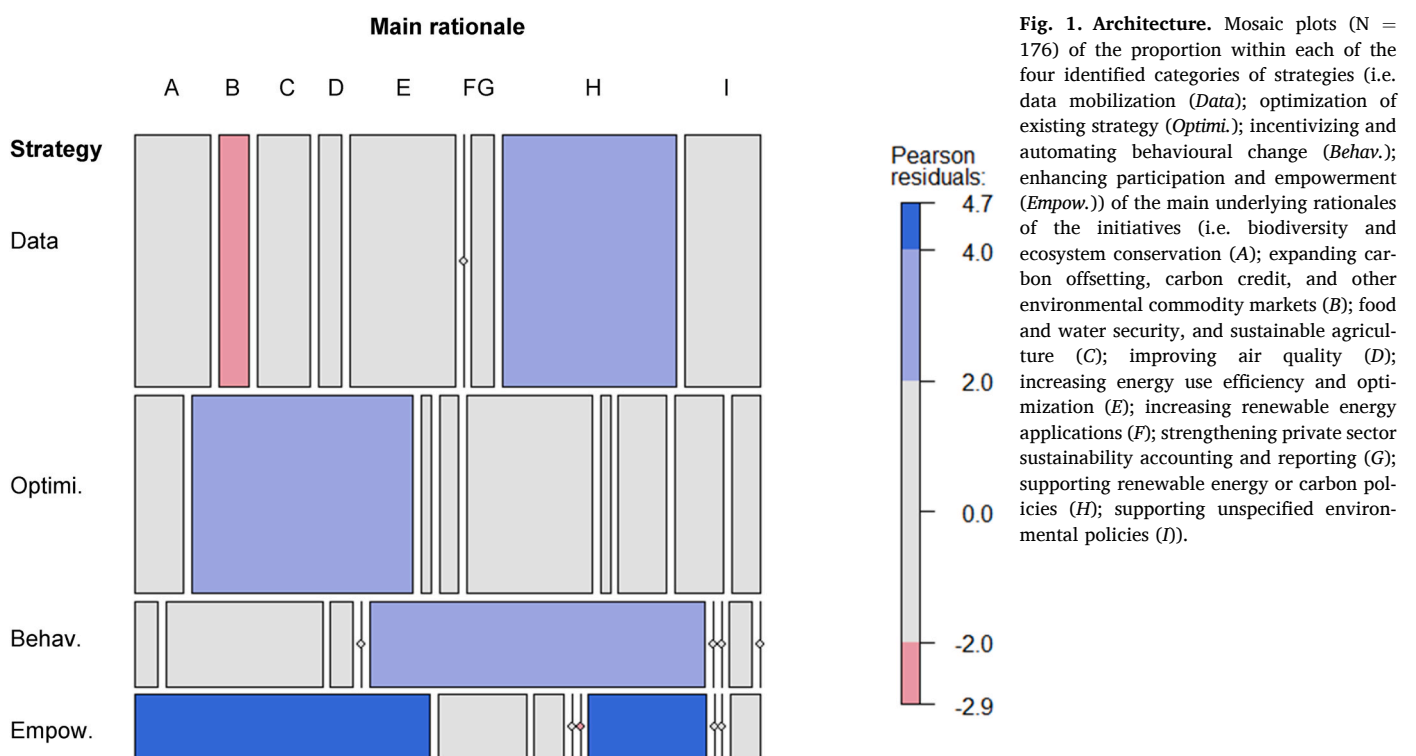 Main rationale
A B C D E FG H I
Strategy
Data
Optimi.
Behav.
Empow.
Pearson
residuals:
4.7
4.0
2.0
0.0
-2.0
-2.9
Fig. 1. Architecture. Mosaic plots (N =
176) of the proportion within each of the
four identified categories of strategies (i.e.
data mobilization (Data); optimization of
existing strategy (Optimi.); incentivizing and
automating behavioural change (Behav.);
enhancing participation and empowerment
(Empow.)) of the main underlying rationales
of the initiatives (i.e. biodiversity and
ecosystem conservation (A); expanding car-
bon offsetting, carbon credit, and other
environmental commodity markets (B); food
and water security, and sustainable agricul-
ture (C); improving air quality (D);
increasing energy use efficiency and opti-
mization (E); increasing renewable energy
applications (F); strengthening private sector
sustainability accounting and reporting (G);
supporting renewable energy or carbon pol-
icies (H); supporting unspecified environ-
mental policies (I)).